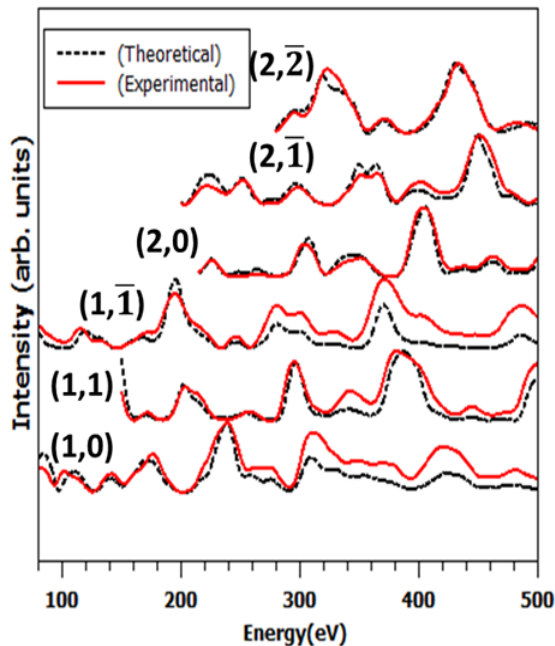 (Theoretical)
(Experimental)
(2,2̅)
(2,1̅)
(2,0)
(1,1̅)
(1,1)
(1,0)
Intensity (arb. units)
100 200 300 400 500
Energy(eV)